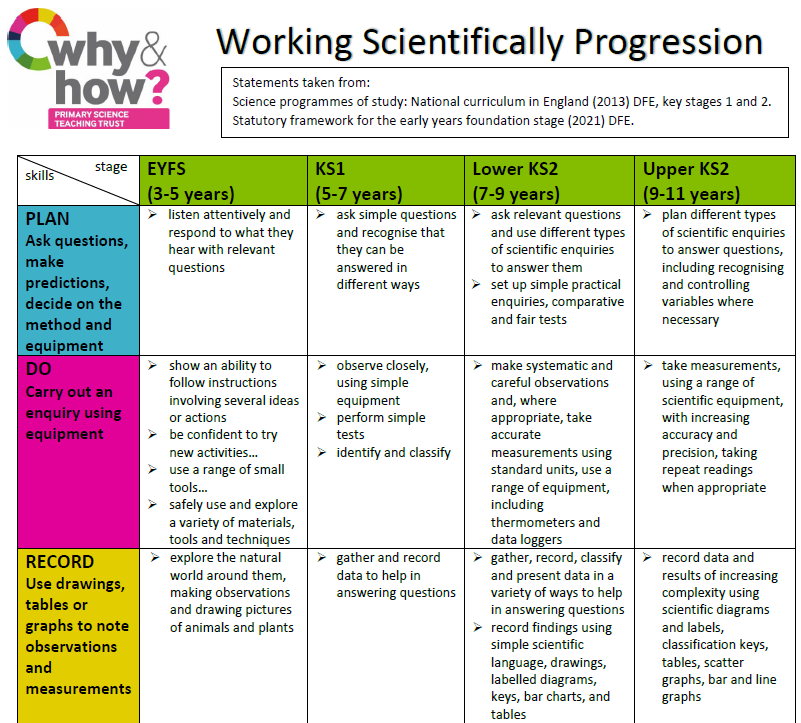 why&
how?
PRIMARY SCIENCE
TEACHING TRUST
Working Scientifically Progression
Statements taken from:
Science programmes of study: National curriculum in England (2013) DFE, key stages 1 and 2.
Statutory framework for the early years foundation stage (2021) DFE.
stage
skills
EYFS
(3-5 years)
KS1
(5-7 years)
Lower KS2
(7-9 years)
Upper KS2
(9-11 years)
PLAN
Ask questions,
make
predictions,
decide on the
method and
equipment
➢ listen attentively and
respond to what they
hear with relevant
questions
➢ ask simple questions
and recognise that
they can be
answered in
different ways
➢ ask relevant questions
and use different types
of scientific enquiries
to answer them
➢ set up simple practical
enquiries, comparative
and fair tests
➢ plan different types
of scientific enquiries
to answer questions,
including recognising
and controlling
variables where
necessary
DO
Carry out an
enquiry using
equipment
➢ show an ability to
follow instructions
involving several ideas
or actions
➢ be confident to try
new activities…
➢ use a range of small
tools…
➢ safely use and explore
a variety of materials,
tools and techniques
➢ observe closely,
using simple
equipment
➢ perform simple
tests
➢ identify and classify
➢ make systematic and
careful observations
and, where
appropriate, take
accurate
measurements using
standard units, use a
range of equipment,
including
thermometers and
data loggers
➢ take measurements,
using a range of
scientific equipment,
with increasing
accuracy and
precision, taking
repeat readings
when appropriate
RECORD
Use drawings,
tables or
graphs to note
observations
and
measurements
➢ explore the natural
world around them,
making observations
and drawing pictures
of animals and plants
➢ gather and record
data to help in
answering questions
➢ gather, record, classify
and present data in a
variety of ways to help
in answering questions
➢ record findings using
simple scientific
language, drawings,
labelled diagrams,
keys, bar charts, and
tables
➢ record data and
results of increasing
complexity using
scientific diagrams
and labels,
classification keys,
tables, scatter
graphs, bar and line
graphs